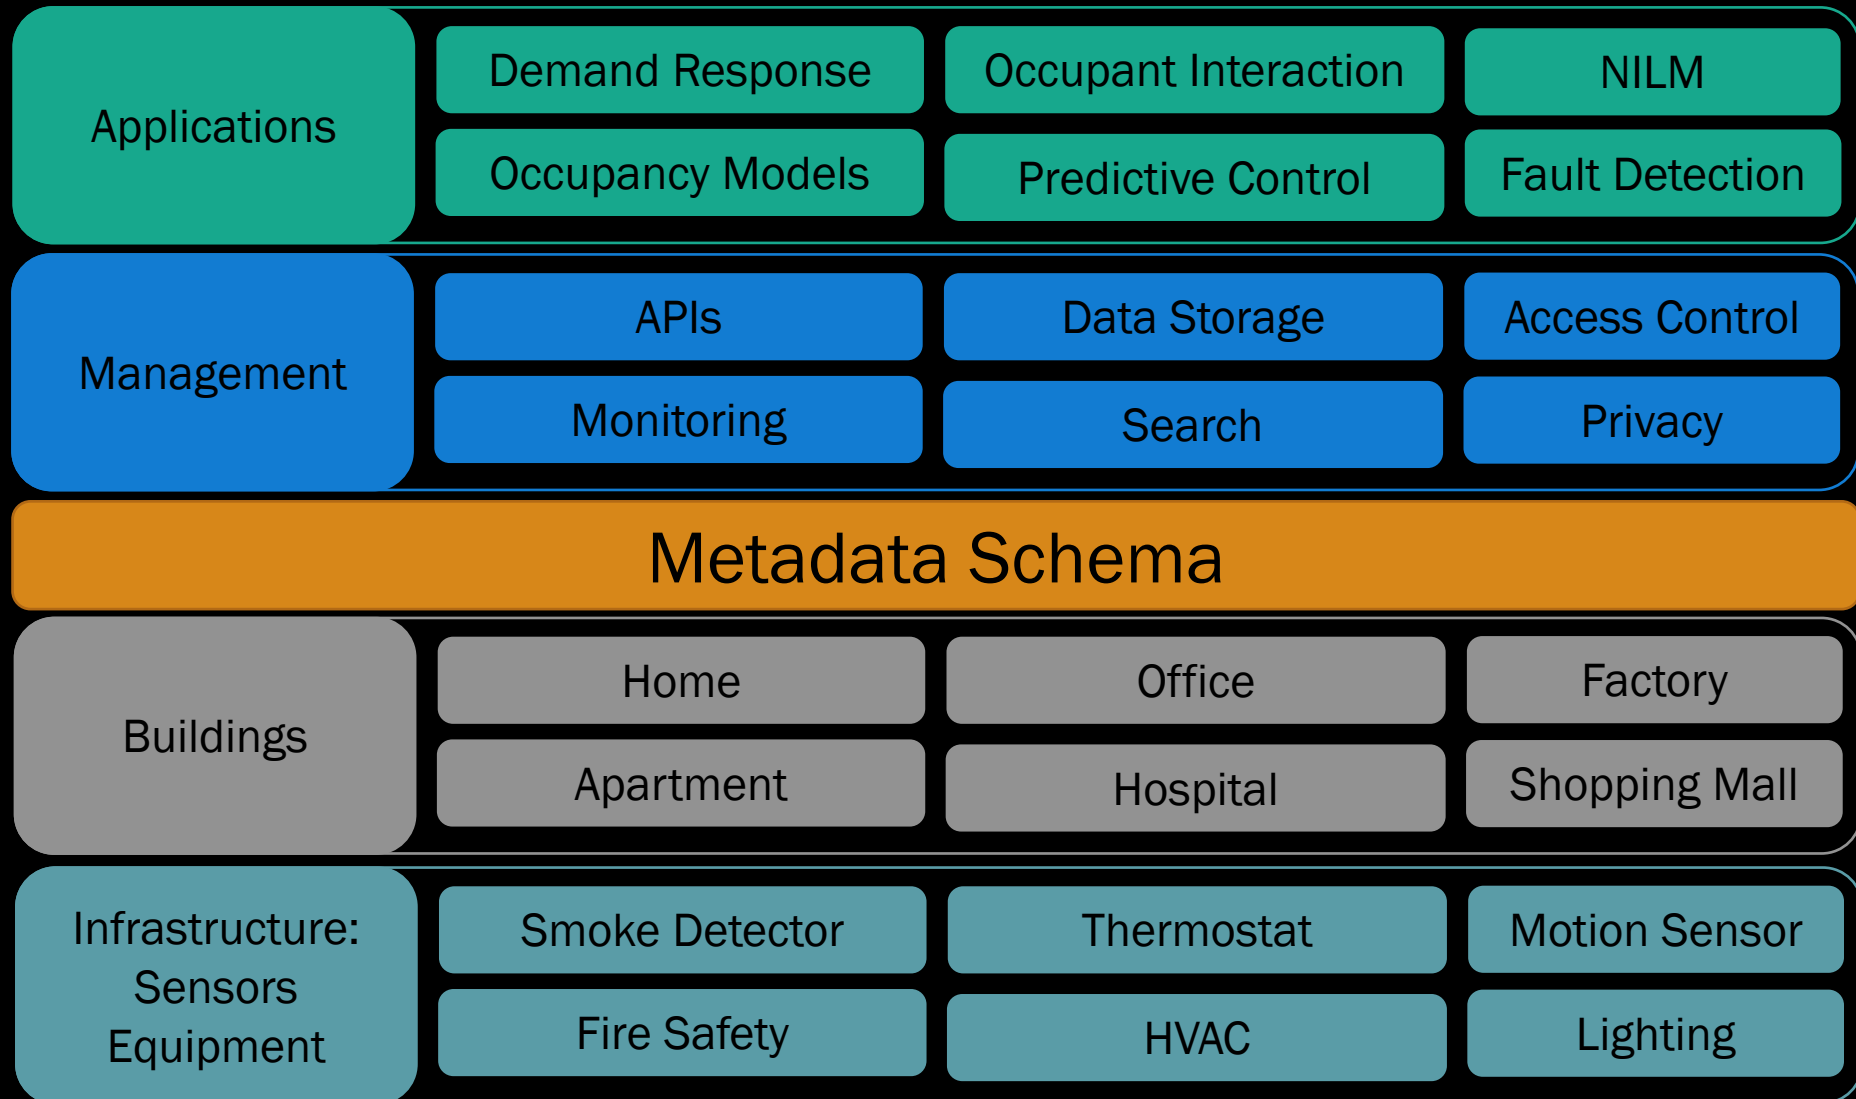 Applications
Demand Response
Occupant Interaction
NILM
Occupancy Models
Predictive Control
Fault Detection
Management
APIs
Data Storage
Access Control
Monitoring
Search
Privacy
Metadata Schema
Buildings
Home
Office
Factory
Apartment
Hospital
Shopping Mall
Infrastructure:
Sensors
Equipment
Smoke Detector
Thermostat
Motion Sensor
Fire Safety
HVAC
Lighting